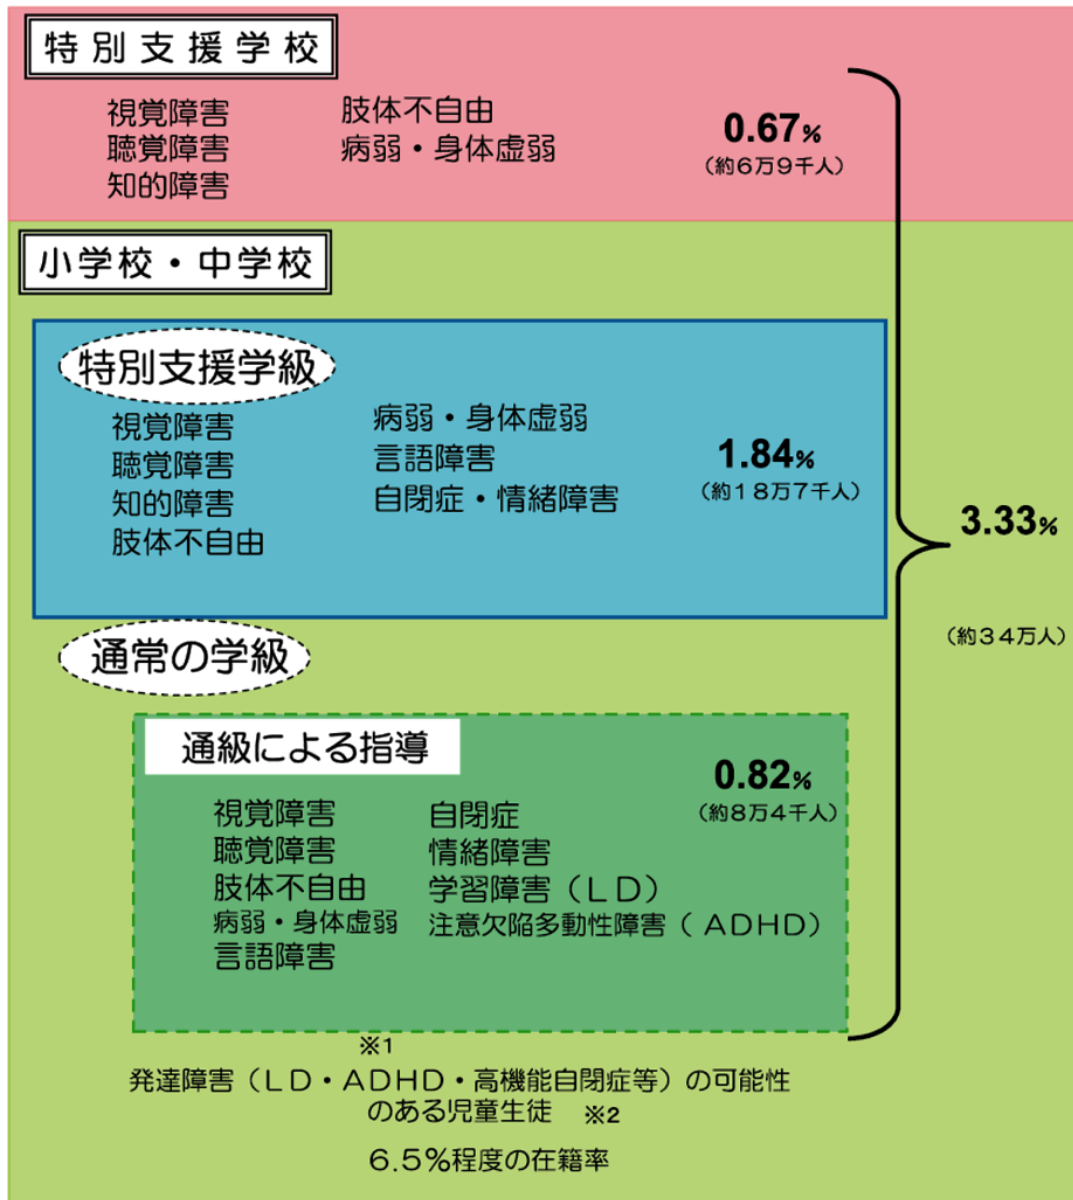 特別支援学校
視覚障害
聴覚障害
知的障害
肢体不自由
病弱・身体虚弱
0.67%
(約6万9千人)
小学校・中学校
特別支援学級
視覚障害
聴覚障害
知的障害
肢体不自由
病弱・身体虚弱
言語障害
自閉症・情緒障害
1.84%
(約18万7千人)
3.33%
(約34万人)
通常の学級
通級による指導
視覚障害
聴覚障害
肢体不自由
病弱・身体虚弱
言語障害
自閉症
情緒障害
学習障害(LD)
注意欠陥多動性障害(ADHD)
0.82%
(約8万4千人)
※1
発達障害(LD・ADHD・高機能自閉症等)の可能性
のある児童生徒 ※2
6.5%程度の在籍率